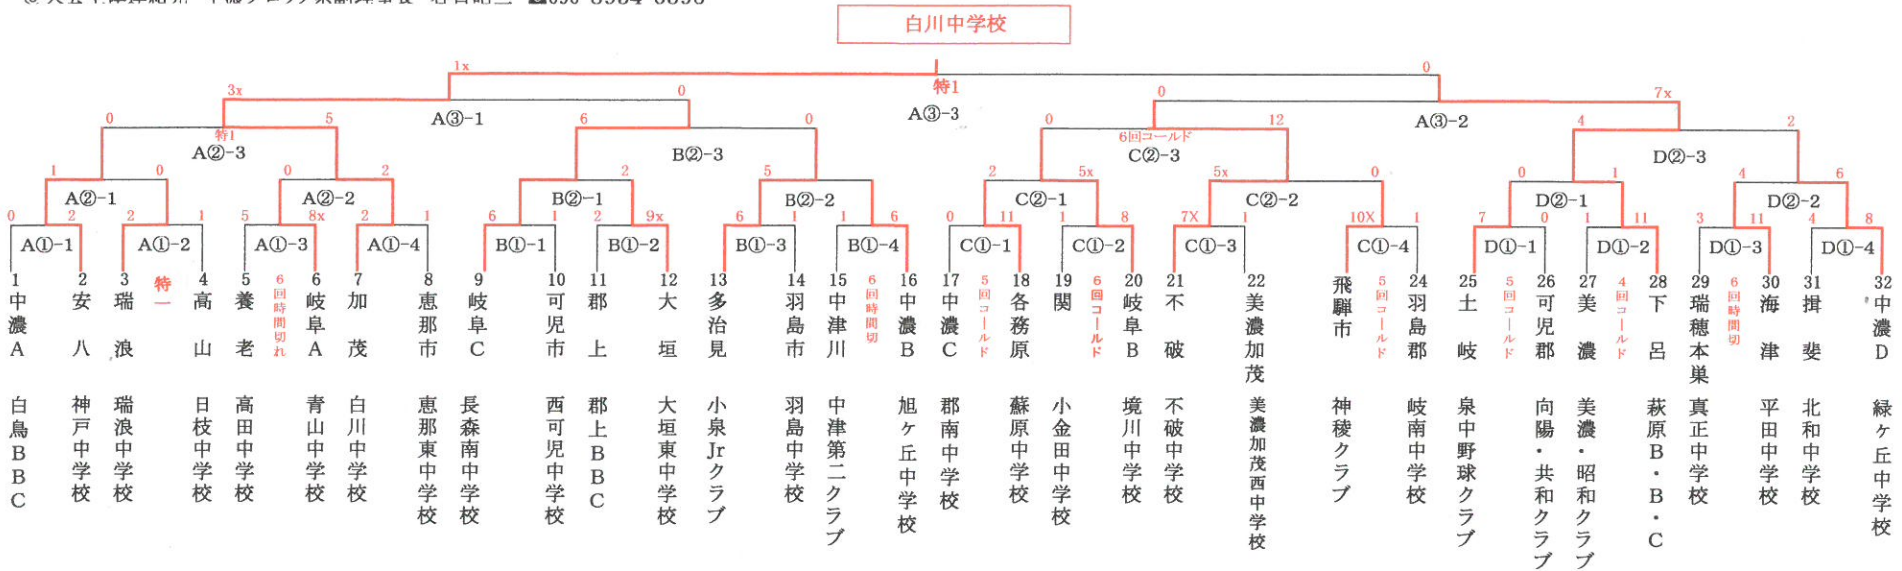 白川中学校
1x
0
特1
A③-3
3x
0
A③-1
0
7x
A③-2
0
5
特1
A②-3
6
0
B②-3
0
12
6回コールド
C②-3
4
2
D②-3
1
0
A②-1
0
2
A②-2
1
2
B②-1
5
1
B②-2
2
5x
C②-1
5x
0
C②-2
0
1
D②-1
4
6
D②-2
0 2
A①-1
2 1
A①-2
5 8x
A①-3
2 1
A①-4
6 1
B①-1
2 9x
B①-2
6 1
B①-3
1 6
B①-4
0 11
C①-1
1 8
C①-2
7X 1
C①-3
10X 1
C①-4
7 0
D①-1
1 11
D①-2
3 11
D①-3
4 8
D①-4
1 中濃A 白鳥BBC
2 安八 神戸中学校
3 瑞浪 瑞浪中学校
特一
4 高山 日枝中学校
5 養老 高田中学校
6回時間切れ
6 岐阜A 青山中学校
7 加茂 白川中学校
8 恵那市 恵那東中学校
9 岐阜C 長森南中学校
10 可児市 西可児中学校
11 郡上 郡上BBC
12 大垣 大垣東中学校
13 多治見 小泉Jrクラブ
14 羽島市 羽島中学校
15 中津川 中津第二クラブ
6回時間切
16 中濃B 旭ケ丘中学校
17 中濃C 郡南中学校
5回コールド
18 各務原 蘇原中学校
19 関 小金田中学校
6回コールド
20 岐阜B 境川中学校
21 不破 不破中学校
22 美濃加茂 美濃加茂西中学校
飛騨市 神稜クラブ
5回コールド
24 羽島郡 岐南中学校
25 土岐 泉中野球クラブ
5回コールド
26 可児郡 向陽・共和クラブ
27 美濃 美濃・昭和クラブ
4回コールド
28 下呂 萩原B・B・C
29 瑞穂本巣 真正中学校
6回時間切
30 海津 平田中学校
31 揖斐 北和中学校
32 中濃D 緑ケ丘中学校